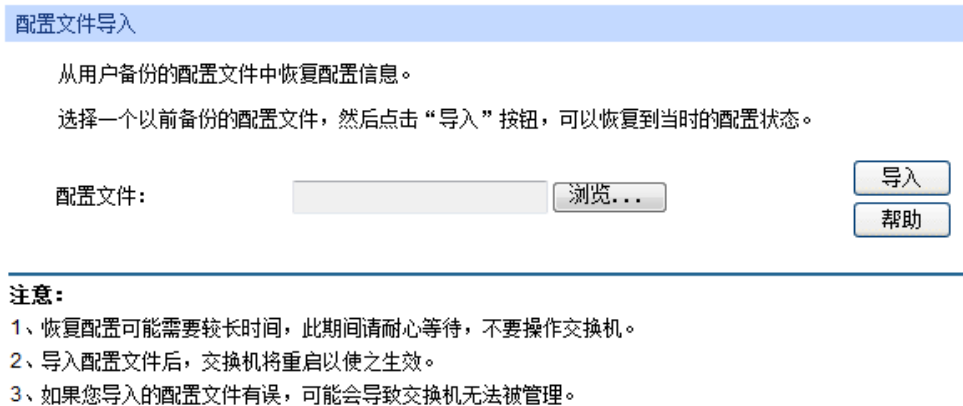 配置文件导入
从用户备份的配置文件中恢复配置信息。
选择一个以前备份的配置文件，然后点击“导入”按钮，可以恢复到当时的配置状态。
配置文件：
浏览...
导入
帮助
注意：
1、恢复配置可能需要较长时间，此期间请耐心等待，不要操作交换机。
2、导入配置文件后，交换机将重启以使之生效。
3、如果您导入的配置文件有误，可能会导致交换机无法被管理。